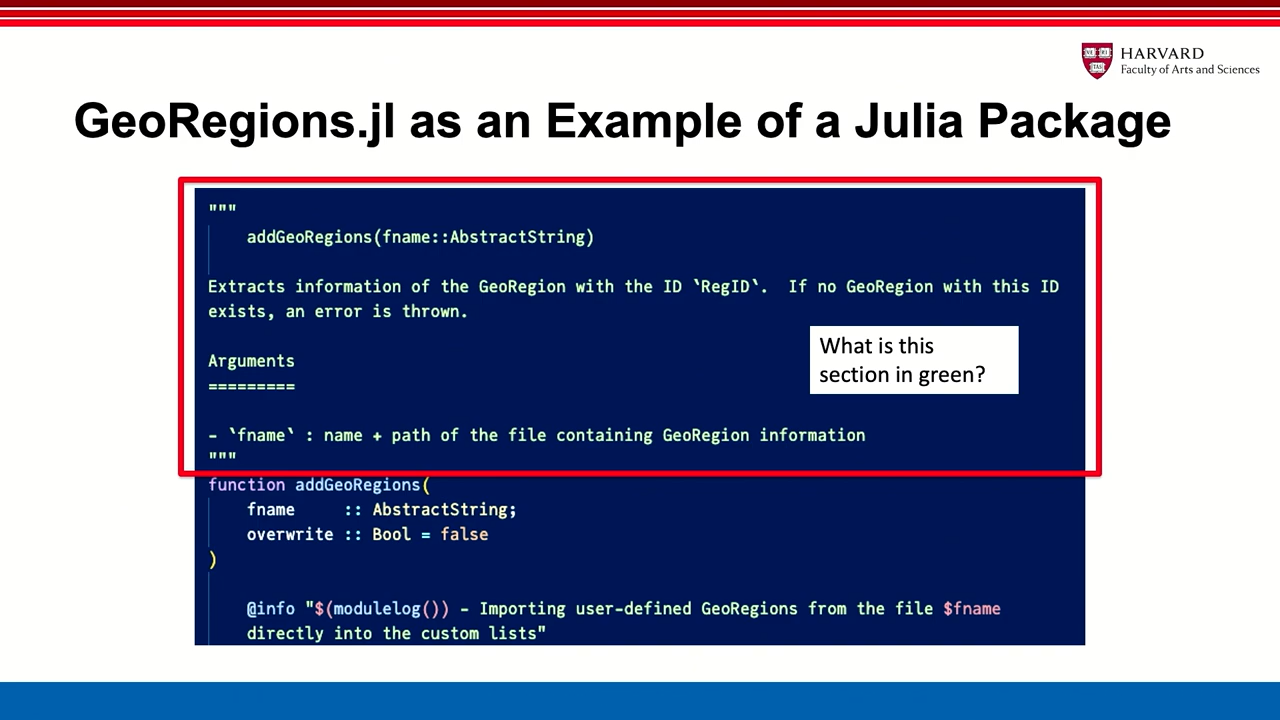 HARVARD
Faculty of Arts and Sciences
GeoRegions.jl as an Example of a Julia Package
"""
addGeoRegions(fname::AbstractString)
Extracts information of the GeoRegion with the ID `RegID`.  If no GeoRegion with this ID
exists, an error is thrown.
What is this
section in green?
Arguments
=========
- `fname` : name + path of the file containing GeoRegion information
"""
function addGeoRegions(
fname     :: AbstractString;
overwrite :: Bool = false
)
@info "$(modulelog()) - Importing user-defined GeoRegions from the file $fname
directly into the custom lists"